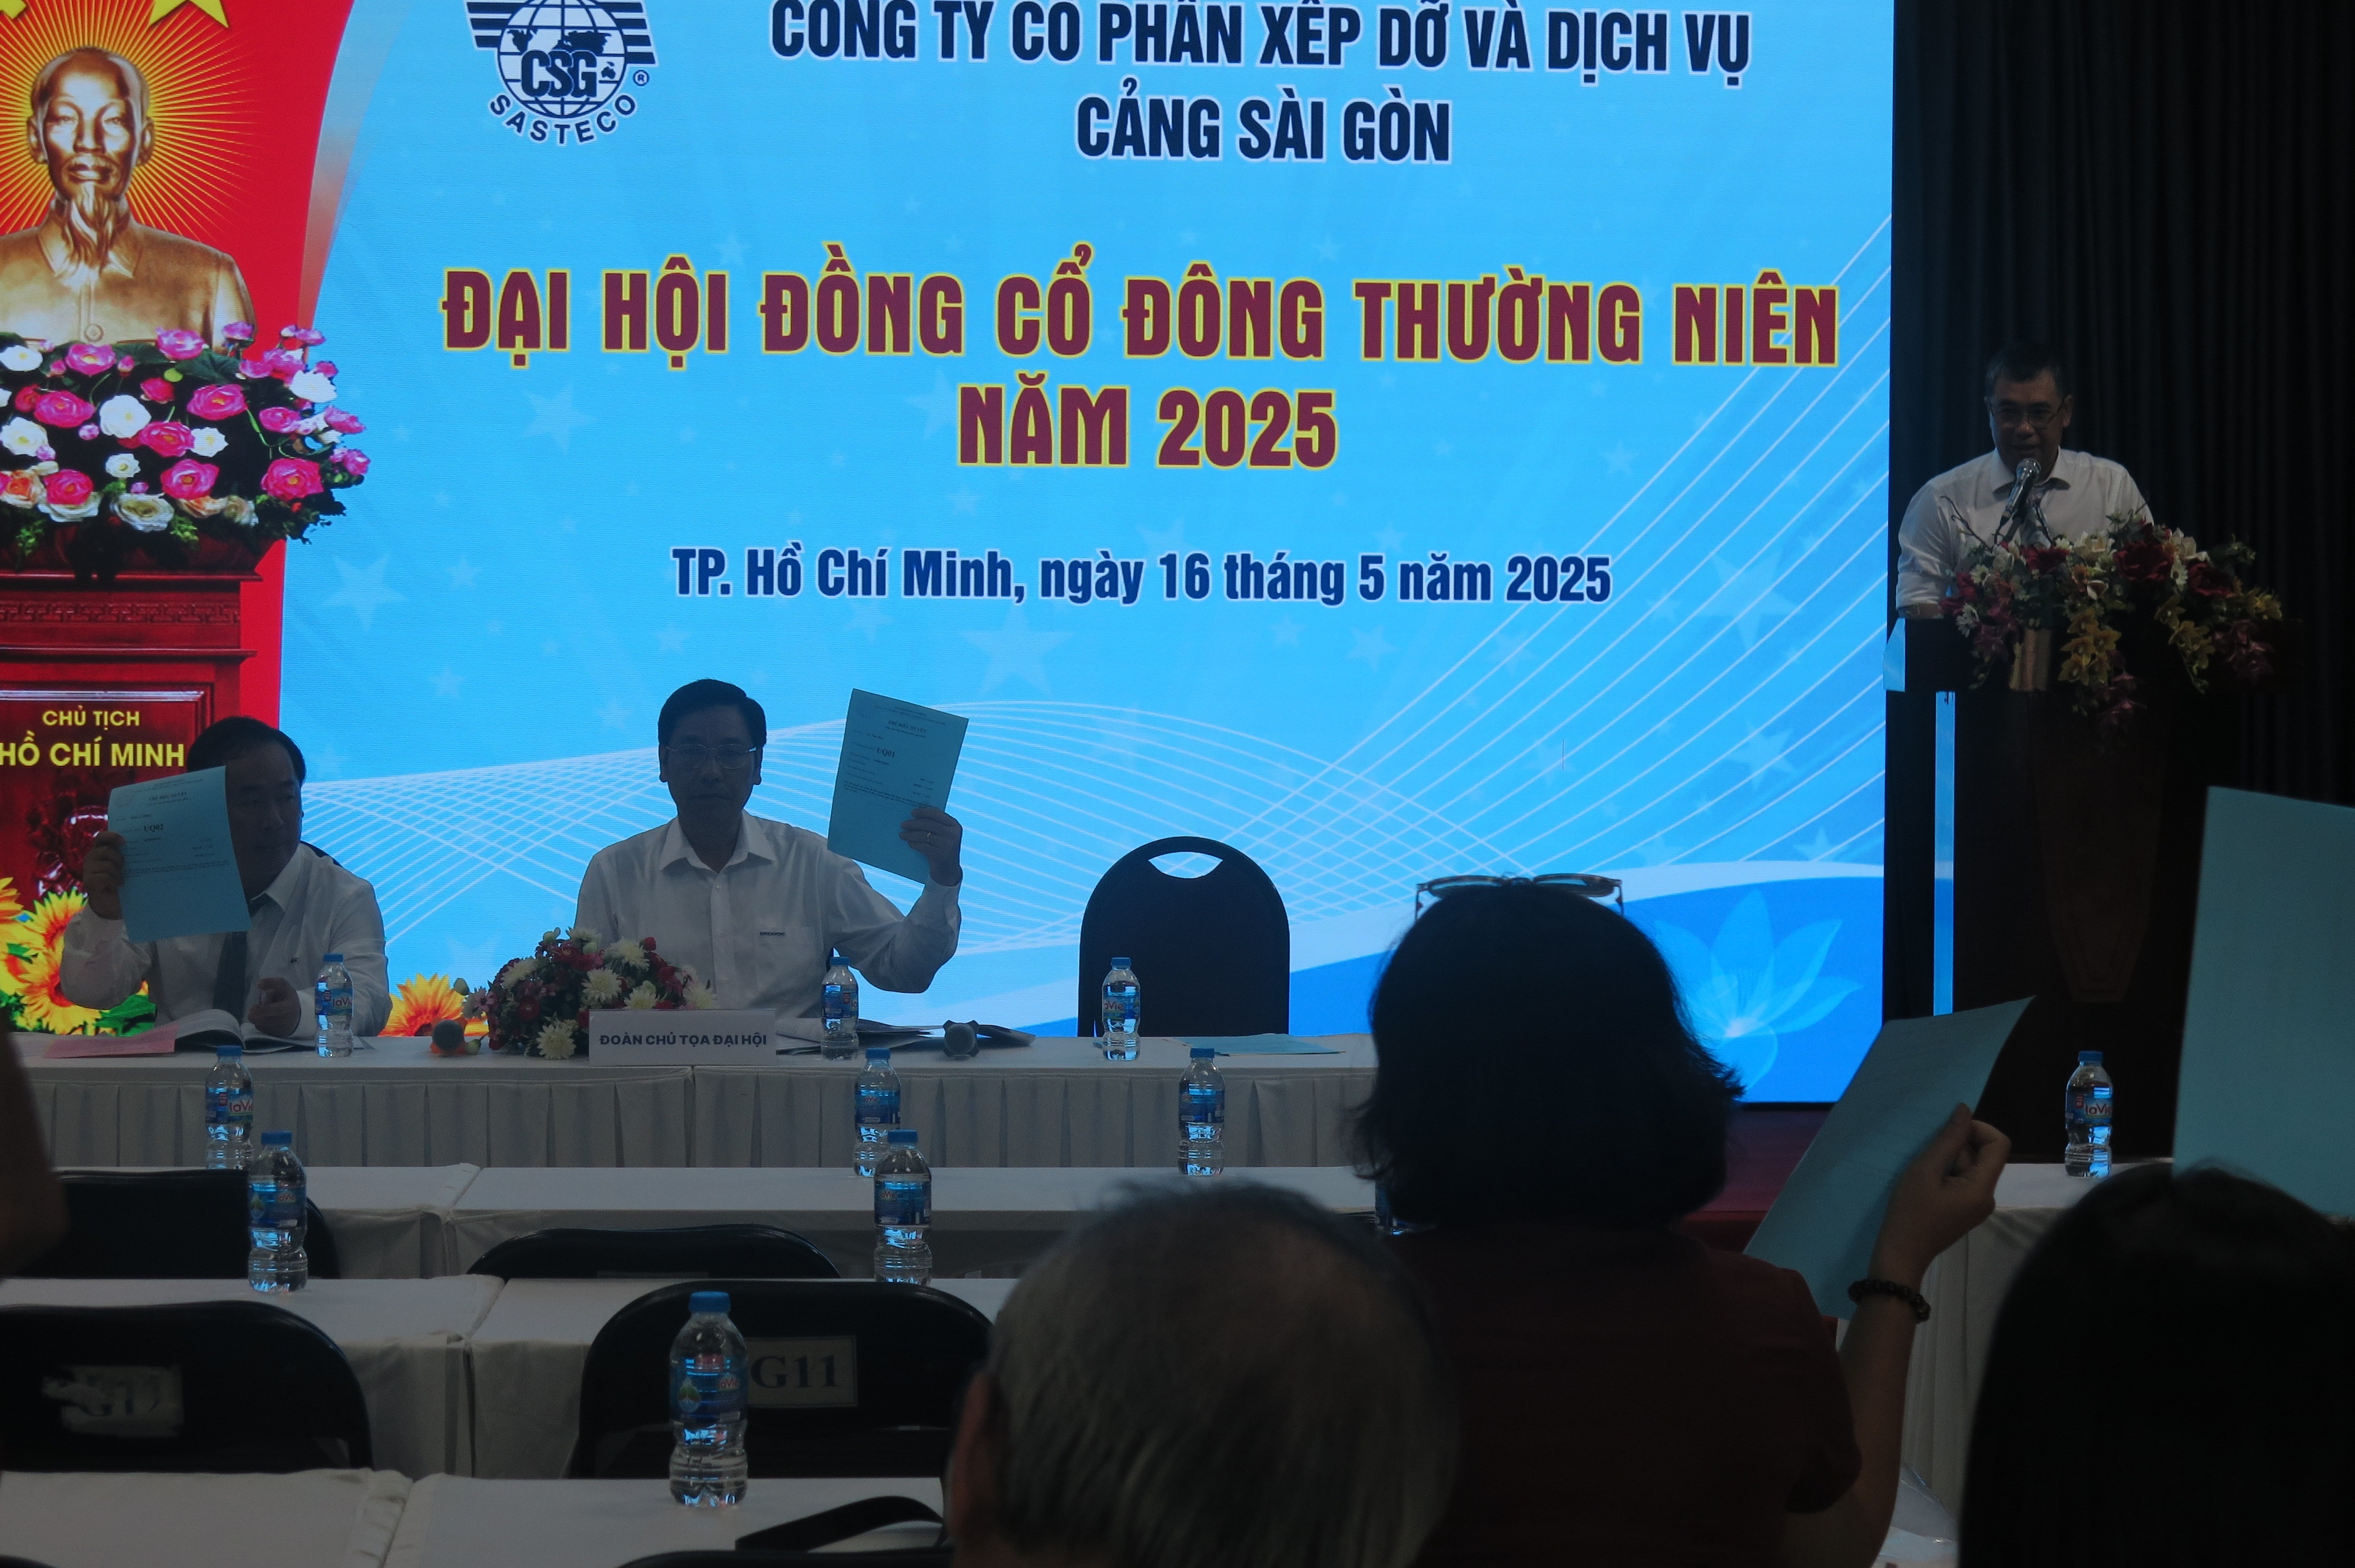 CSG
®
SASTECO
CÔNG TY CỔ PHẦN XẾP DỠ VÀ DỊCH VỤ
CẢNG SÀI GÒN
ĐẠI HỘI ĐỒNG CỔ ĐÔNG THƯỜNG NIÊN
NĂM 2025
TP. Hồ Chí Minh, ngày 16 tháng 5 năm 2025
CHỦ TỊCH
HỒ CHÍ MINH
UQ02
UQ01
ĐOÀN CHỦ TỌA ĐẠI HỘI
G11